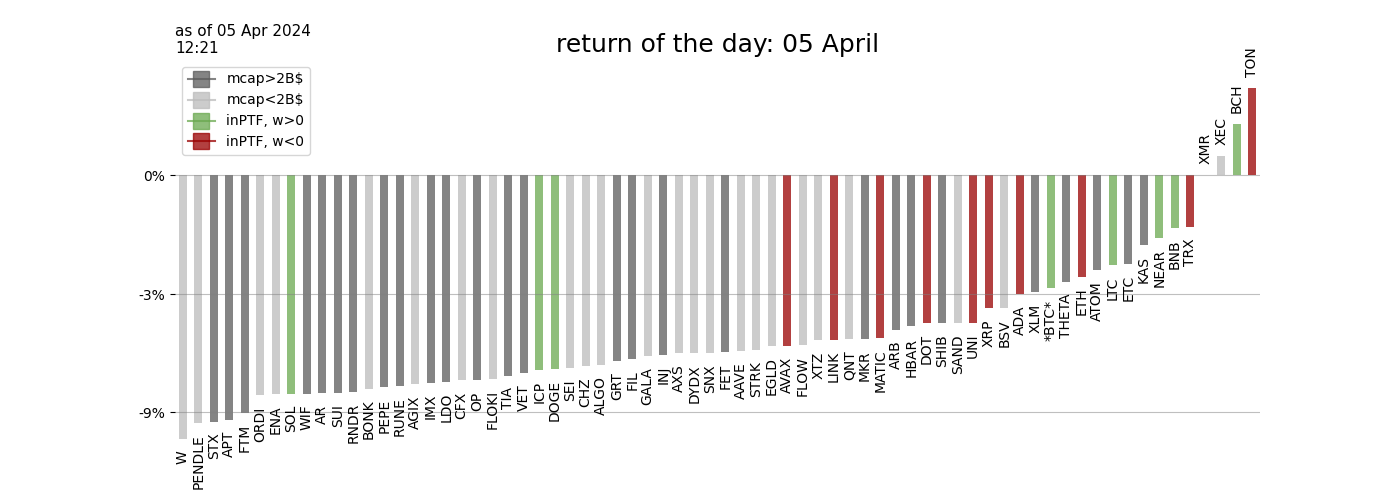 as of 05 Apr 2024
12:21
return of the day: 05 April
mcap>2B$
mcap<2B$
inPTF, w>0
inPTF, w<0
0%
-3%
-9%
W
PENDLE
STX
APT
FTM
ORDI
ENA
SOL
WIF
AR
SUI
RNDR
BONK
PEPE
RUNE
AGIX
IMX
LDO
CFX
OP
FLOKI
TIA
VET
ICP
DOGE
SEI
CHZ
ALGO
GRT
FIL
GALA
INJ
AXS
DYDX
SNX
FET
AAVE
STRK
EGLD
AVAX
FLOW
XTZ
LINK
QNT
MKR
MATIC
ARB
HBAR
DOT
SHIB
SAND
UNI
XRP
BSV
ADA
XLM
*BTC*
THETA
ETH
ATOM
LTC
ETC
KAS
NEAR
BNB
TRX
XMR
XEC
BCH
TON